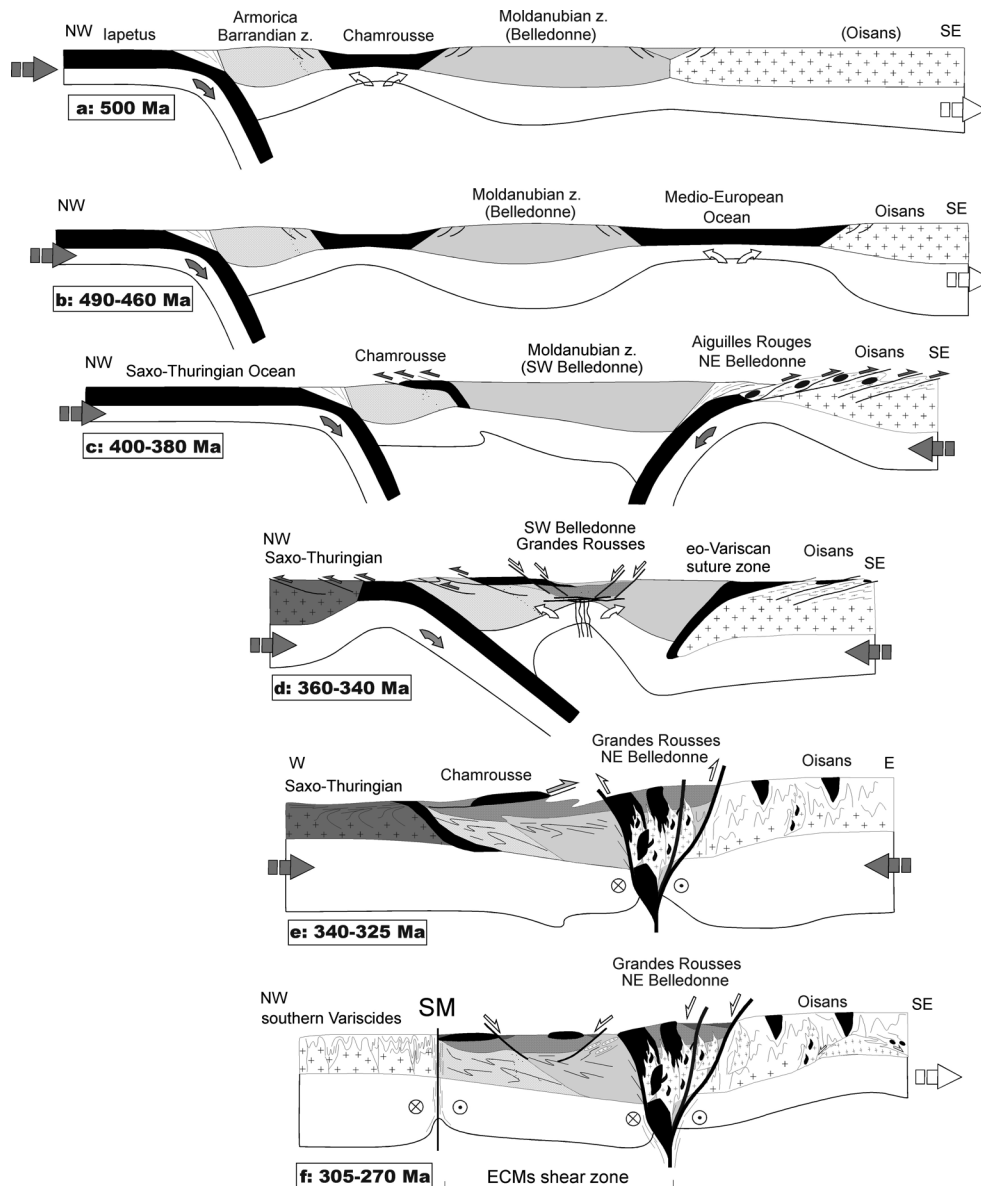 NW
Iapetus
Armorica
Barrandian z.
Chamrousse
Moldanubian z.
(Belledonne)
(Oisans)
SE
a: 500 Ma
NW
Moldanubian z.
(Belledonne)
Medio-European
Ocean
Oisans
SE
b: 490-460 Ma
NW
Saxo-Thuringian Ocean
Chamrousse
Moldanubian z.
(SW Belledonne)
Aiguilles Rouges
NE Belledonne
Oisans
SE
c: 400-380 Ma
NW
Saxo-Thuringian
SW Belledonne
Grandes Rousses
eo-Variscan
suture zone
Oisans
SE
d: 360-340 Ma
W
Saxo-Thuringian
Chamrousse
Grandes Rousses
NE Belledonne
Oisans
E
e: 340-325 Ma
NW
southern Variscides
SM
Grandes Rousses
NE Belledonne
Oisans
SE
f: 305-270 Ma
ECMs shear zone